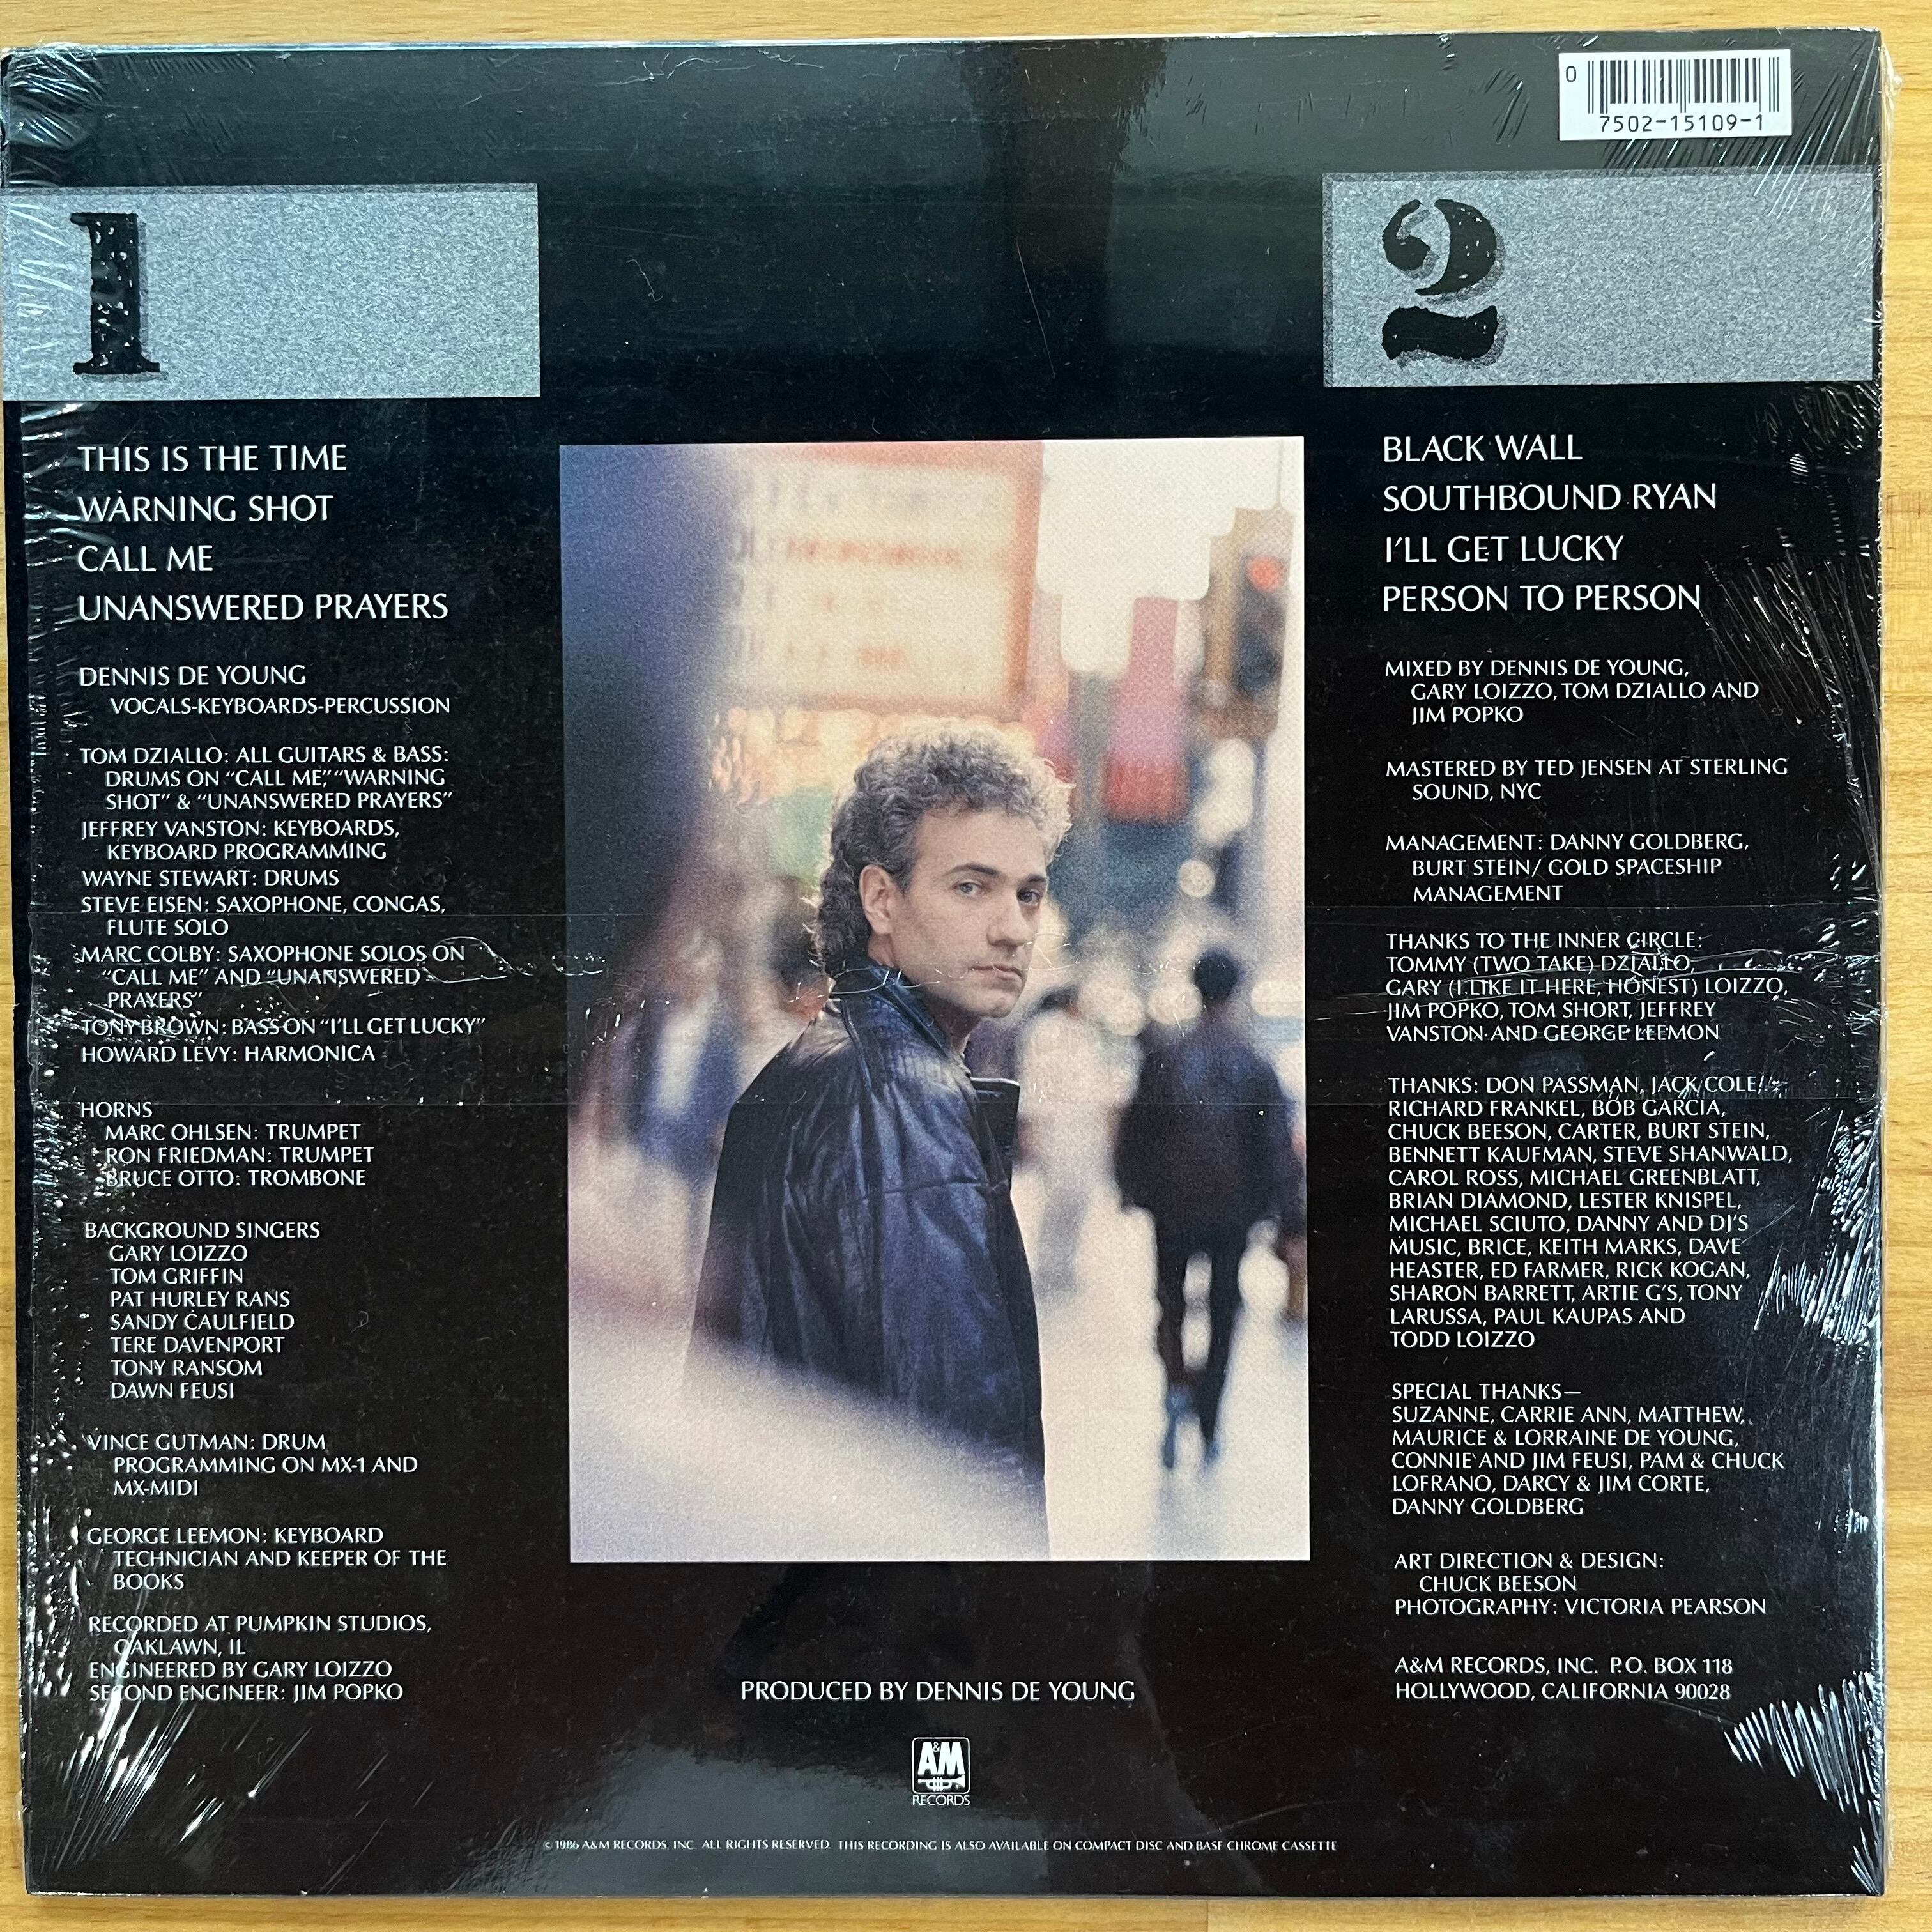 0
7502-15109-1
1
THIS IS THE TIME
WARNING SHOT
CALL ME
UNANSWERED PRAYERS
DENNIS DE YOUNG
VOCALS-KEYBOARDS-PERCUSSION
TOM DZIALLO: ALL GUITARS & BASS:
DRUMS ON “CALL ME,” “WARNING
SHOT” & “UNANSWERED PRAYERS”
JEFFREY VANSTON: KEYBOARDS,
KEYBOARD PROGRAMMING
WAYNE STEWART: DRUMS
STEVE EISEN: SAXOPHONE, CONGAS,
FLUTE SOLO
MARC COLBY: SAXOPHONE SOLOS ON
“CALL ME” AND “UNANSWERED
PRAYERS”
TONY BROWN: BASS ON “I'LL GET LUCKY”
HOWARD LEVY: HARMONICA
HORNS
MARC OHLSEN: TRUMPET
RON FRIEDMAN: TRUMPET
BRUCE OTTO: TROMBONE
BACKGROUND SINGERS
GARY LOIZZO
TOM GRIFFIN
PAT HURLEY RANS
SANDY CAULFIELD
TERE DAVENPORT
TONY RANSOM
DAWN FEUSI
VINCE GUTMAN: DRUM
PROGRAMMING ON MX-1 AND
MX-MIDI
GEORGE LEEMON: KEYBOARD
TECHNICIAN AND KEEPER OF THE
BOOKS
RECORDED AT PUMPKIN STUDIOS,
OAKLAWN, IL
ENGINEERED BY GARY LOIZZO
SECOND ENGINEER: JIM POPKO
2
BLACK WALL
SOUTHBOUND RYAN
I'LL GET LUCKY
PERSON TO PERSON
MIXED BY DENNIS DE YOUNG,
GARY LOIZZO, TOM DZIALLO AND
JIM POPKO
MASTERED BY TED JENSEN AT STERLING
SOUND, NYC
MANAGEMENT: DANNY GOLDBERG,
BURT STEIN/ GOLD SPACESHIP
MANAGEMENT
THANKS TO THE INNER CIRCLE:
TOMMY (TWO TAKE) DZIALLO,
GARY (I LIKE IT HERE, HONEST) LOIZZO,
JIM POPKO, TOM SHORT, JEFFREY
VANSTON AND GEORGE LEEMON
THANKS: DON PASSMAN, JACK COLE,
RICHARD FRANKEL, BOB GARCIA,
CHUCK BEESON, CARTER, BURT STEIN,
BENNETT KAUFMAN, STEVE SHANWALD,
CAROL ROSS, MICHAEL GREENBLATT,
BRIAN DIAMOND, LESTER KNISPEL,
MICHAEL SCIUTO, DANNY AND DJ'S
MUSIC, BRICE, KEITH MARKS, DAVE
HEASTER, ED FARMER, RICK KOGAN,
SHARON BARRETT, ARTIE G'S, TONY
LARUSSA, PAUL KAUPAS AND
TODD LOIZZO
SPECIAL THANKS—
SUZANNE, CARRIE ANN, MATTHEW,
MAURICE & LORRAINE DE YOUNG,
CONNIE AND JIM FEUSI, PAM & CHUCK
LOFRANO, DARCY & JIM CORTE,
DANNY GOLDBERG
ART DIRECTION & DESIGN:
CHUCK BEESON
PHOTOGRAPHY: VICTORIA PEARSON
A&M RECORDS, INC. P.O. BOX 118
HOLLYWOOD, CALIFORNIA 90028
PRODUCED BY DENNIS DE YOUNG
A&M
RECORDS
© 1986 A&M RECORDS, INC. ALL RIGHTS RESERVED. THIS RECORDING IS ALSO AVAILABLE ON COMPACT DISC AND BASF CHROME CASSETTE